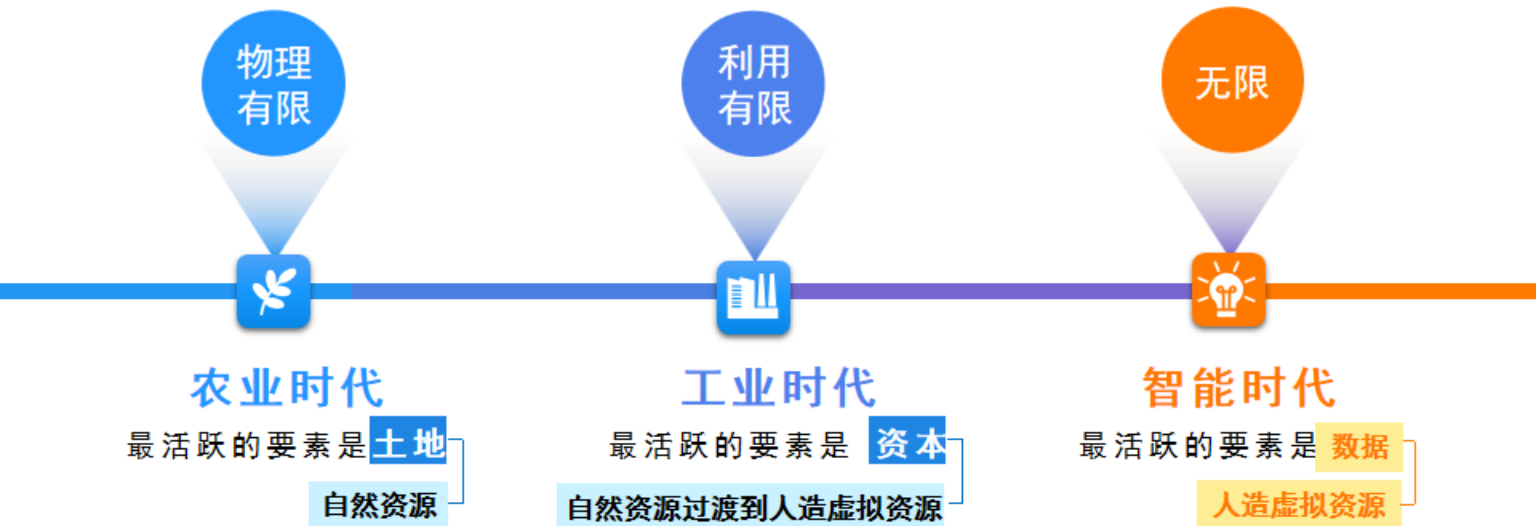 物理
有限
利用
有限
无限
农业时代
工业时代
智能时代
最活跃的要素是土地
最活跃的要素是 资本
最活跃的要素是 数据
自然资源
自然资源过渡到人造虚拟资源
人造虚拟资源